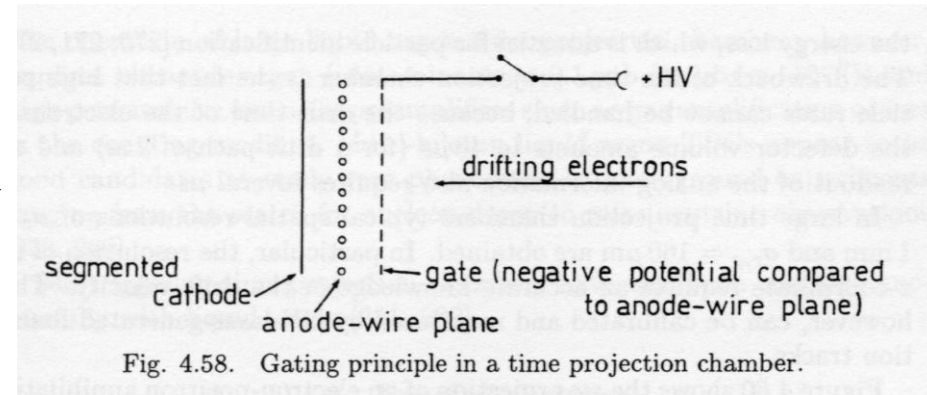 -HV
drifting electrons
segmented
cathode
gate (negative potential compared
to anode-wire plane)
anode-wire plane
Fig. 4.58. Gating principle in a time projection chamber.